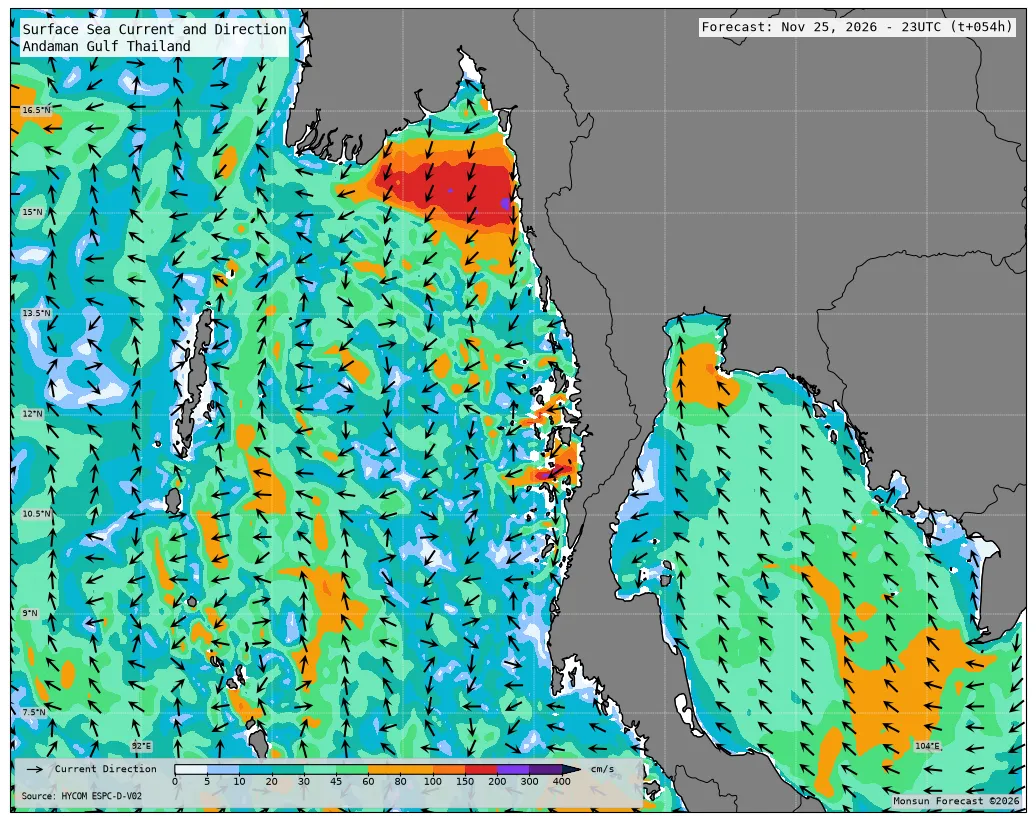 Surface Sea Current and Direction
Andaman Gulf Thailand
Forecast: Nov 25, 2026 - 23UTC (t+054h)
16.5°N
15°N
13.5°N
12°N
10.5°N
9°N
7.5°N
92°E
104°E
Current Direction
cm/s
5 20 45 80 150 300
0 10 30 60 100 200 400
Source: HYCOM ESPC-D-V02
Monsun Forecast ©2026